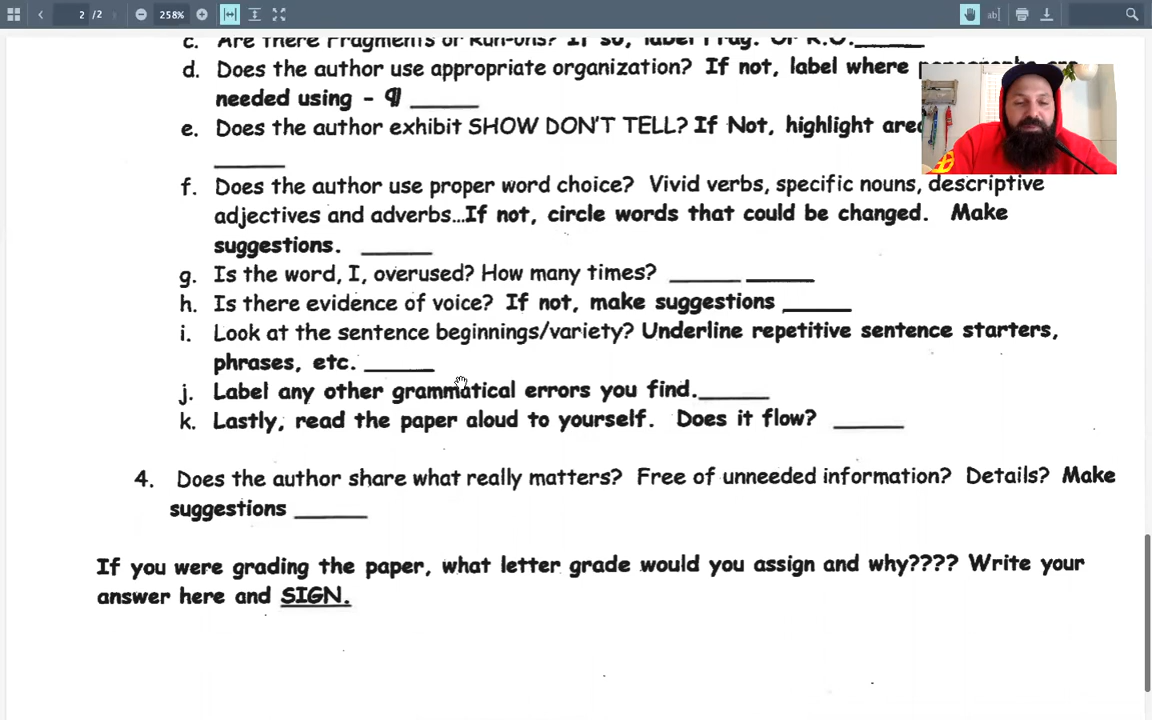 2 /2 258% ab|
c. Are there Fragments or Run-ons? If so, label Frag. Or R.O.______
d. Does the author use appropriate organization? If not, label where paragraphs are
needed using - ¶ ______
e. Does the author exhibit SHOW DON'T TELL? If Not, highlight
______
f. Does the author use proper word choice? Vivid verbs, specific nouns, descriptive
adjectives and adverbs...If not, circle words that could be changed. Make
suggestions. ______
g. Is the word, I, overused? How many times? ______ ______
h. Is there evidence of voice? If not, make suggestions ______
i. Look at the sentence beginnings/variety? Underline repetitive sentence starters,
phrases, etc. ______
j. Label any other grammatical errors you find.______
k. Lastly, read the paper aloud to yourself. Does it flow? ______
4. Does the author share what really matters? Free of unneeded information? Details? Make
suggestions ______
If you were grading the paper, what letter grade would you assign and why???? Write your
answer here and SIGN.